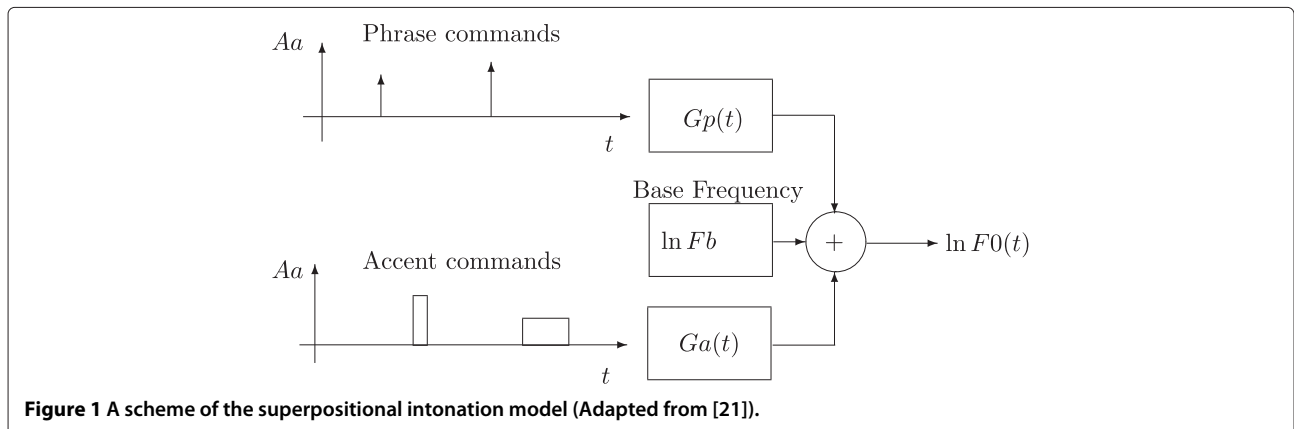 Aa
Phrase commands
t
Gp(t)
Base Frequency
ln Fb
+
ln F0(t)
Aa
Accent commands
t
Ga(t)
Figure 1 A scheme of the superpositional intonation model (Adapted from [21]).